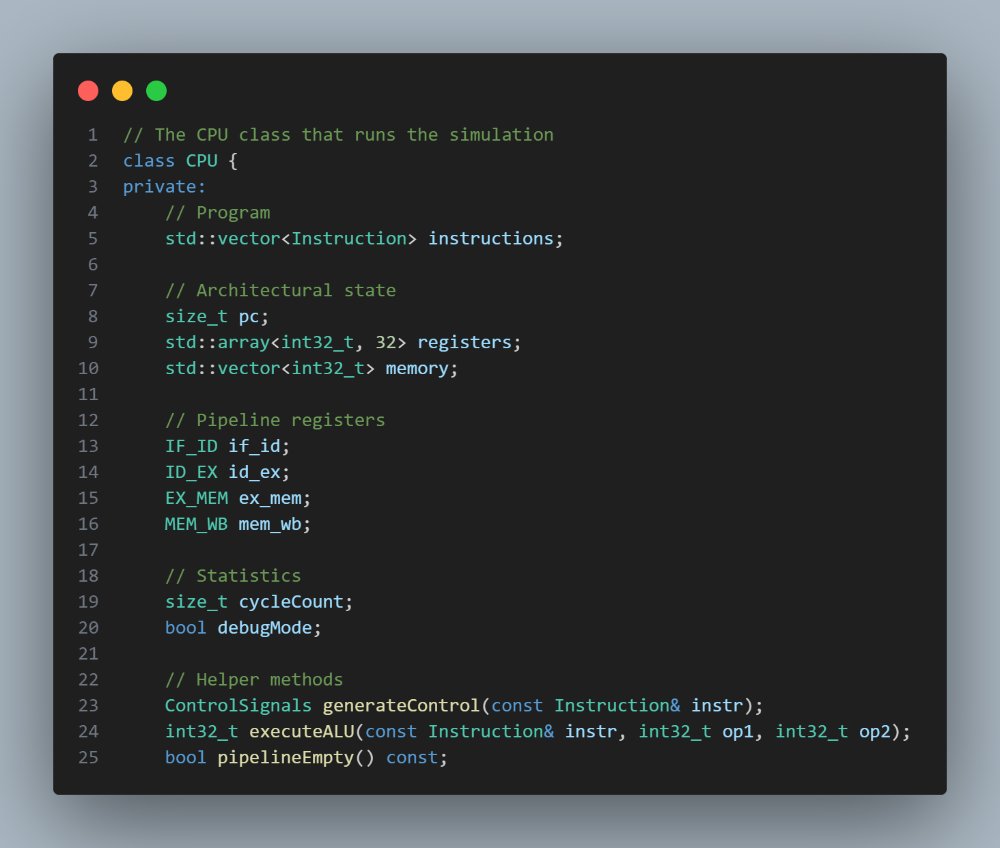 1 // The CPU class that runs the simulation
2 class CPU {
3 private:
4     // Program
5     std::vector<Instruction> instructions;
6
7     // Architectural state
8     size_t pc;
9     std::array<int32_t, 32> registers;
10     std::vector<int32_t> memory;
11
12     // Pipeline registers
13     IF_ID if_id;
14     ID_EX id_ex;
15     EX_MEM ex_mem;
16     MEM_WB mem_wb;
17
18     // Statistics
19     size_t cycleCount;
20     bool debugMode;
21
22     // Helper methods
23     ControlSignals generateControl(const Instruction& instr);
24     int32_t executeALU(const Instruction& instr, int32_t op1, int32_t op2);
25     bool pipelineEmpty() const;